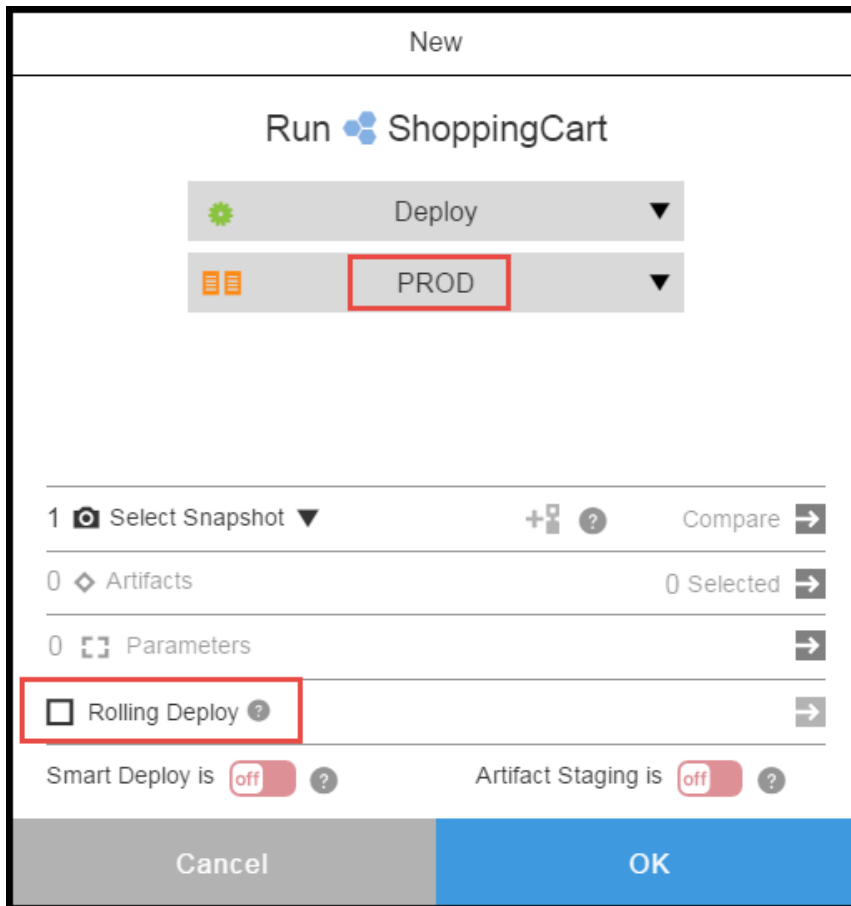 New
Run ShoppingCart
Deploy
PROD
1 Select Snapshot ? Compare
0 Artifacts 0 Selected
0 Parameters
Rolling Deploy ?
Smart Deploy is off ? Artifact Staging is off ?
Cancel OK